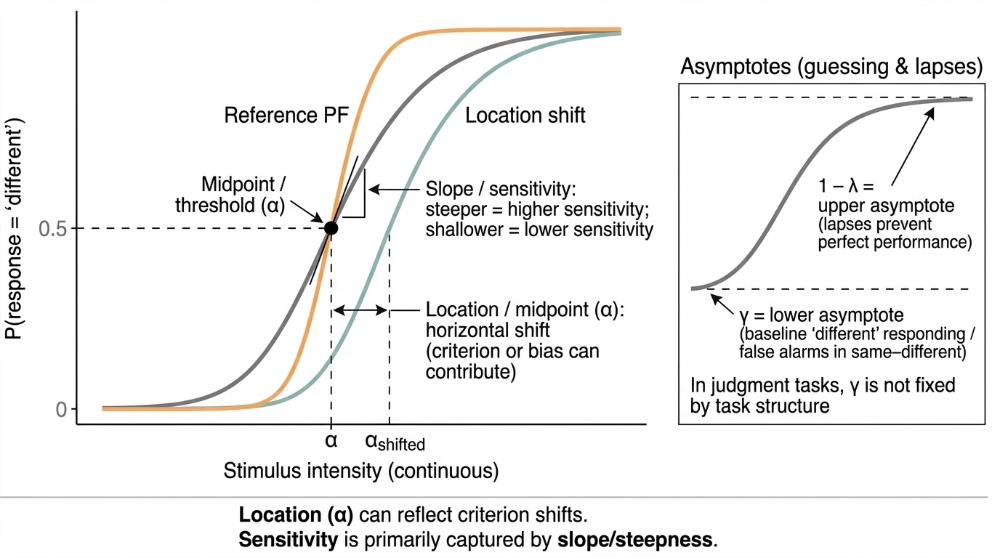 P(response = ‘different’)
0.5
0
Reference PF
Location shift
Midpoint /
threshold (α)
Slope / sensitivity:
steeper = higher sensitivity;
shallower = lower sensitivity
Location / midpoint (α):
horizontal shift
(criterion or bias can
contribute)
α
αshifted
Stimulus intensity (continuous)
Asymptotes (guessing & lapses)
1 – λ =
upper asymptote
(lapses prevent
perfect performance)
γ = lower asymptote
(baseline ‘different’ responding /
false alarms in same–different)
In judgment tasks, γ is not fixed
by task structure
Location (α) can reflect criterion shifts.
Sensitivity is primarily captured by slope/steepness.